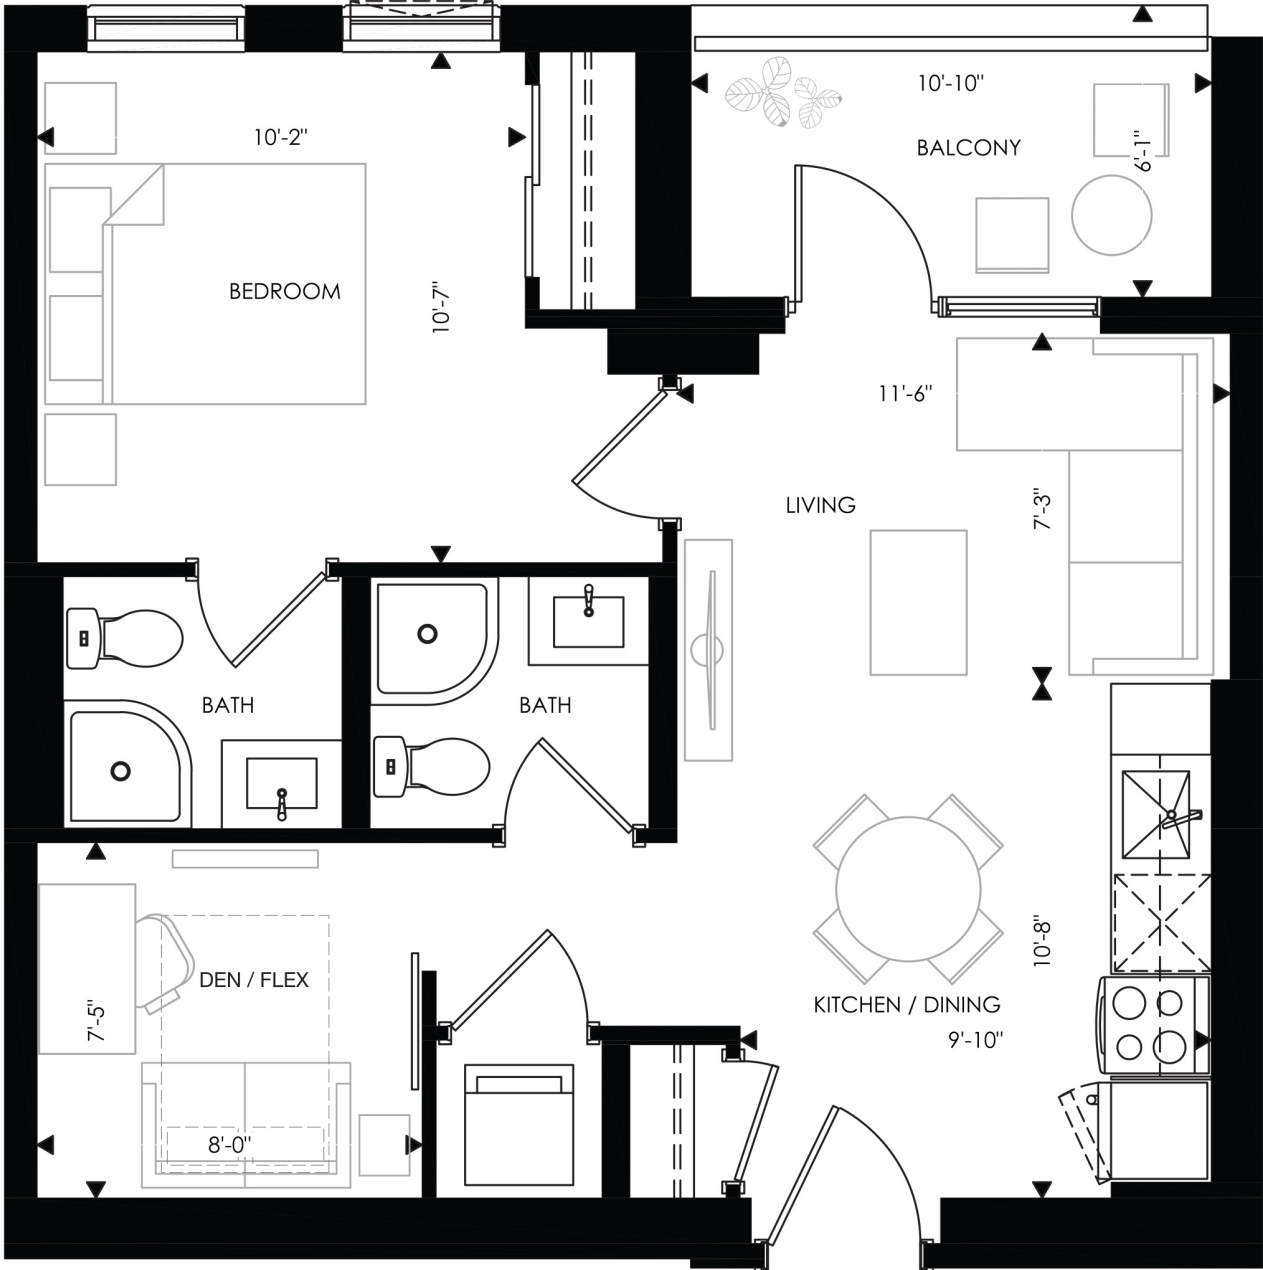 10'-10"
10'-2"
BALCONY
6'-1"
BEDROOM
10'-7"
11'-6"
LIVING
7'-3"
BATH
BATH
10'-8"
DEN / FLEX
KITCHEN / DINING
7'-5"
9'-10"
8'-0"